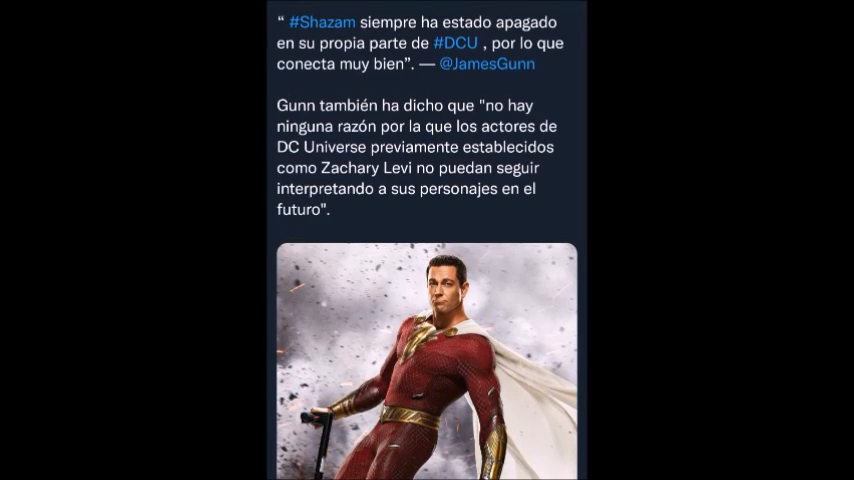 “ #Shazam siempre ha estado apagado
en su propia parte de #DCU , por lo que
conecta muy bien”. — @JamesGunn
Gunn también ha dicho que "no hay
ninguna razón por la que los actores de
DC Universe previamente establecidos
como Zachary Levi no puedan seguir
interpretando a sus personajes en el
futuro".